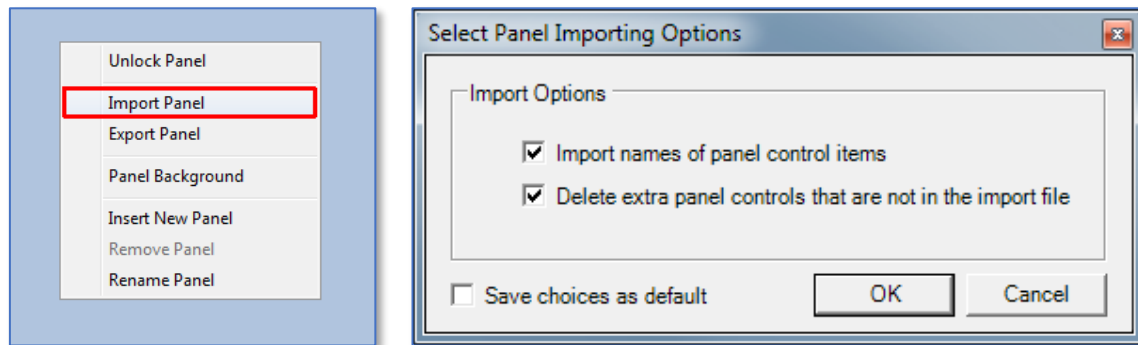 Unlock Panel
Import Panel
Export Panel
Panel Background
Insert New Panel
Remove Panel
Rename Panel
Select Panel Importing Options
Import Options
Import names of panel control items
Delete extra panel controls that are not in the import file
Save choices as default
OK
Cancel